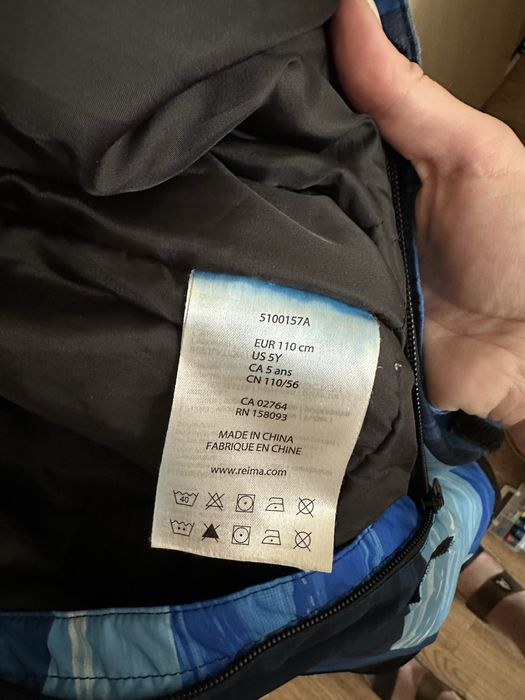 5100157A
EUR 110 cm
US 5Y
CA 5 ans
CN 110/56
CA 02764
RN 158093
MADE IN CHINA
FABRIQUE EN CHINE
www.reima.com
40